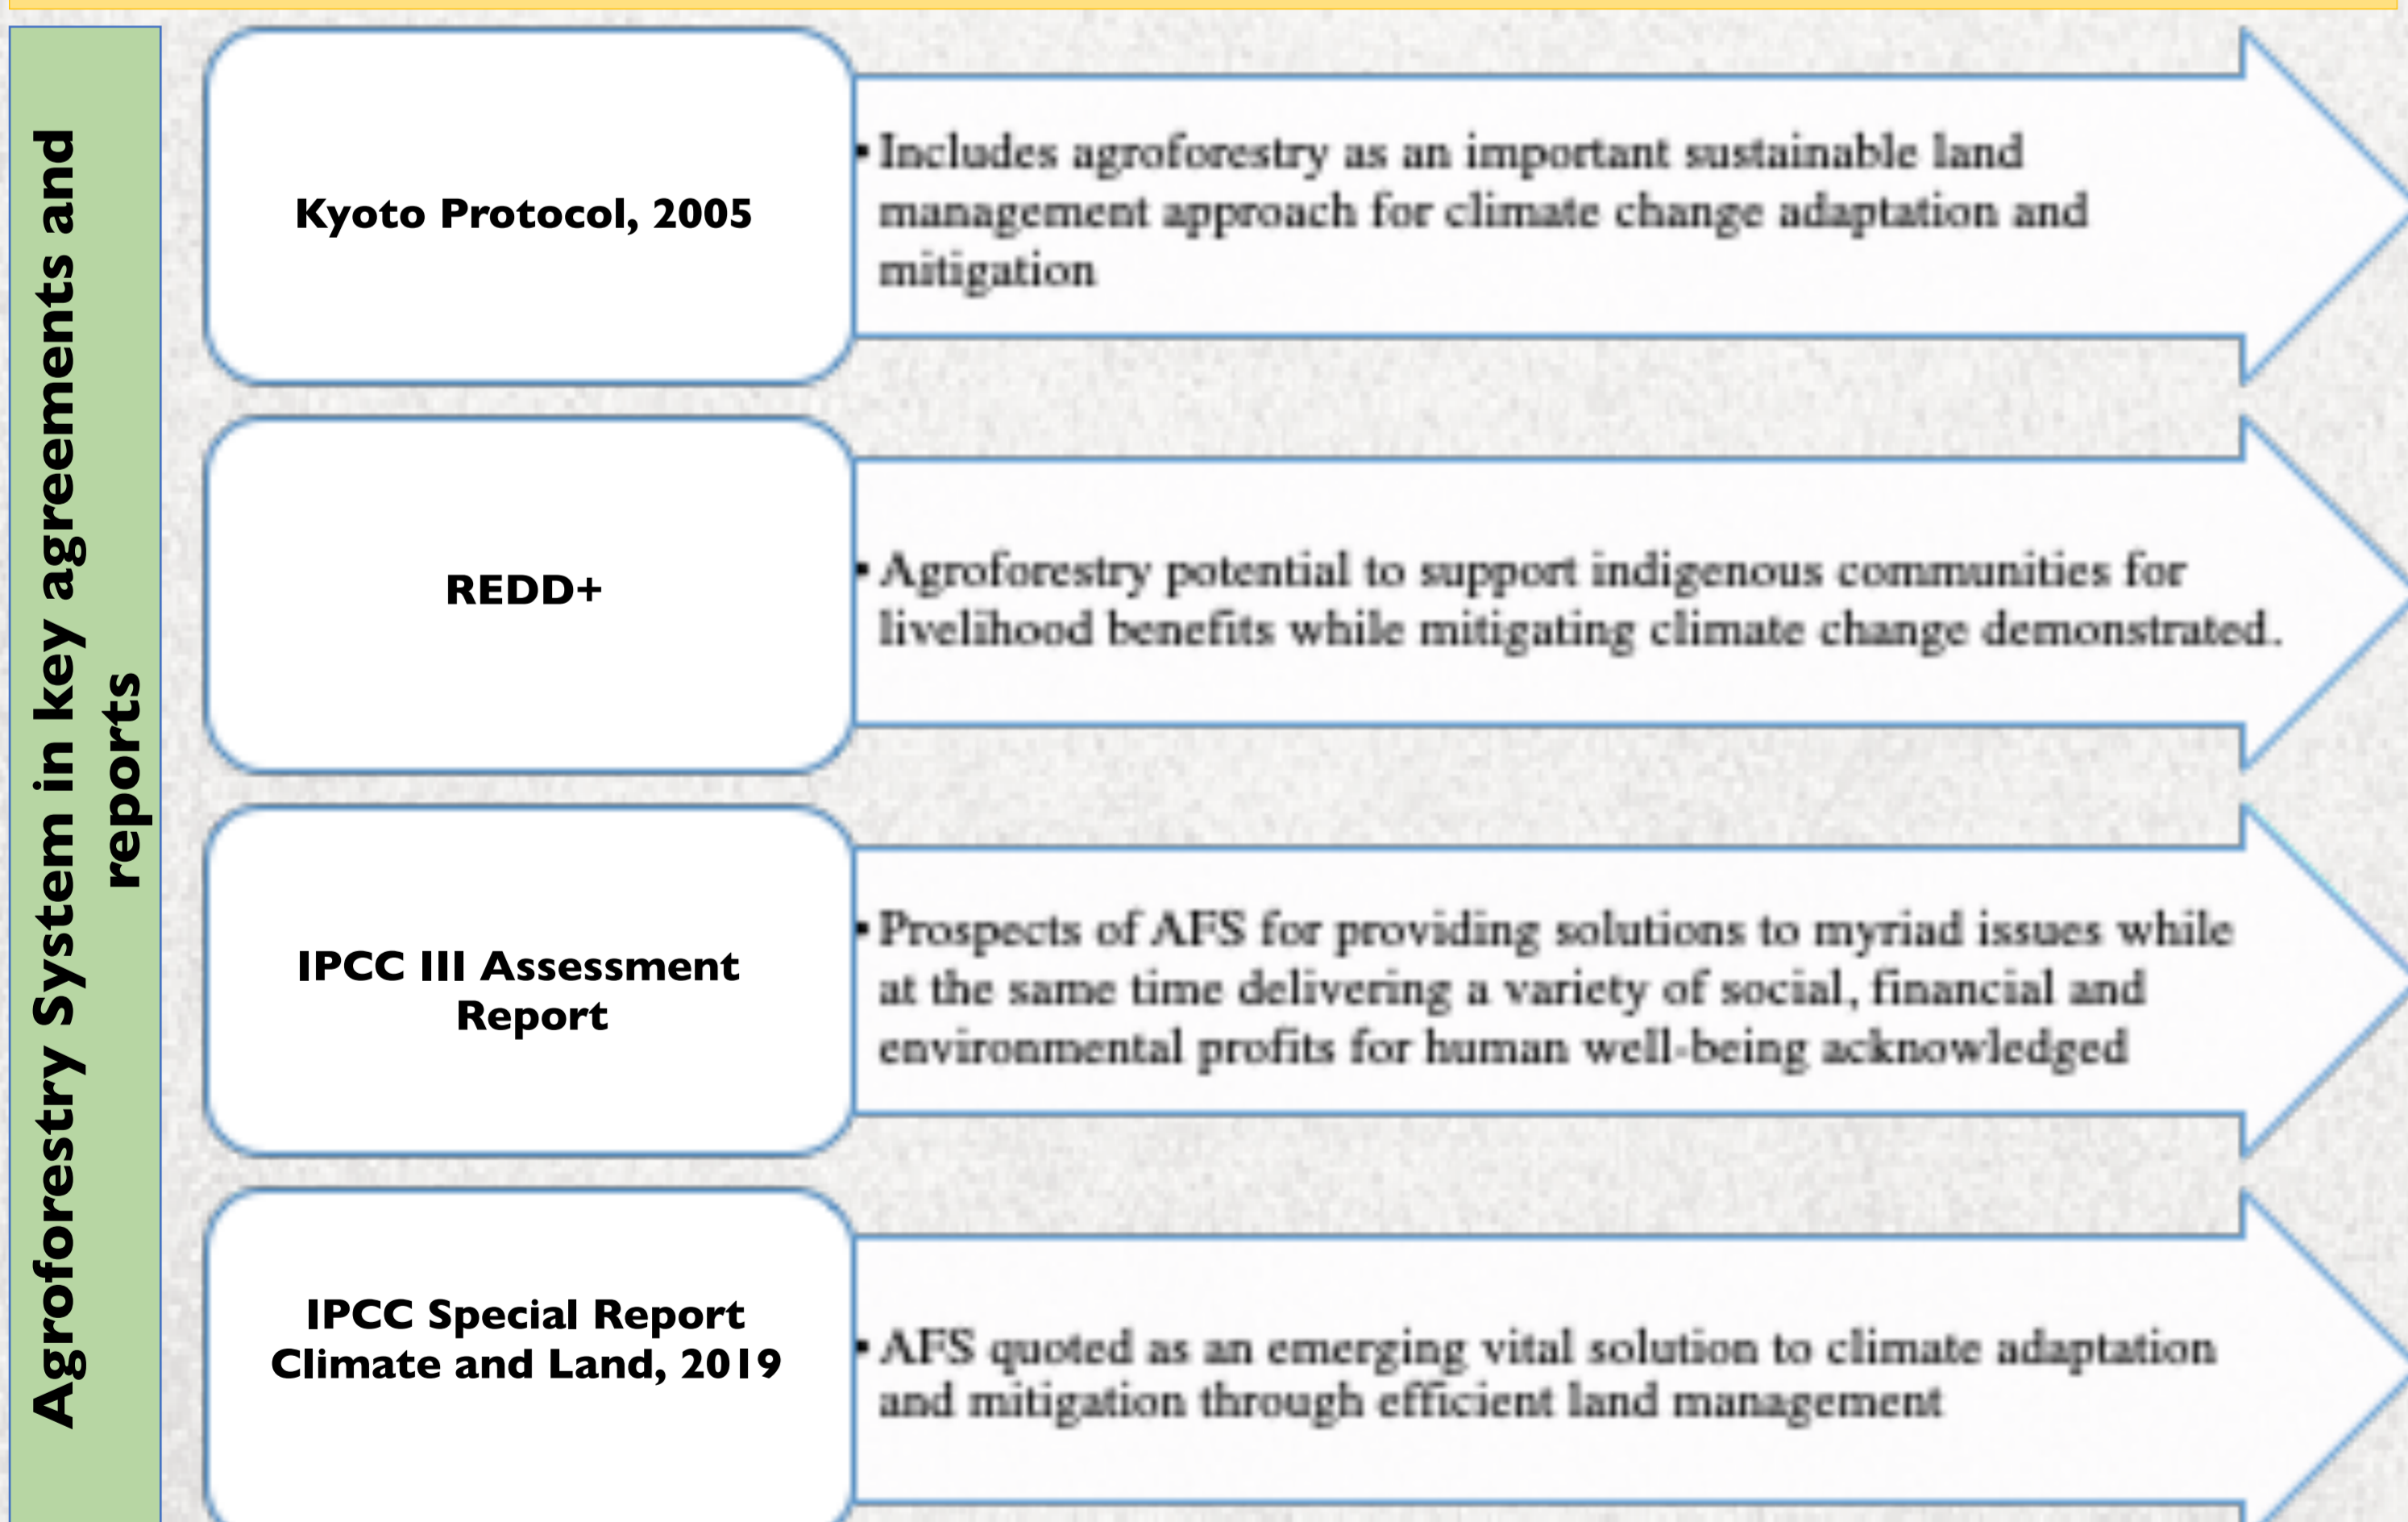 Agroforestry System in key agreements and
reports
Kyoto Protocol, 2005
• Includes agroforestry as an important sustainable land
management approach for climate change adaptation and
mitigation
REDD+
• Agroforestry potential to support indigenous communities for
livelihood benefits while mitigating climate change demonstrated.
IPCC III Assessment
Report
• Prospects of AFS for providing solutions to myriad issues while
at the same time delivering a variety of social, financial and
environmental profits for human well-being acknowledged
IPCC Special Report
Climate and Land, 2019
• AFS quoted as an emerging vital solution to climate adaptation
and mitigation through efficient land management